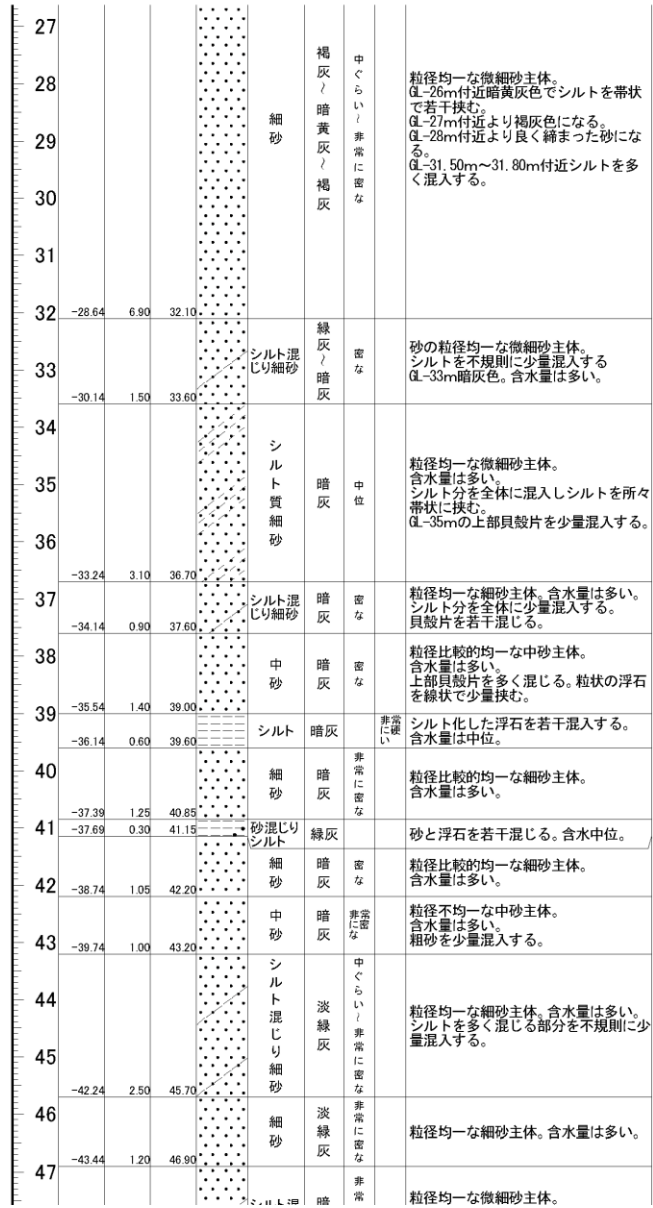 27
28
29
30
31
32
細砂
褐灰～暗黄灰～褐灰
中ぐらい～非常に密な
粒径均一な微細砂主体。
GL-26m付近暗黄灰色でシルトを帯状
で若干挟む。
GL-27m付近より褐灰色になる。
GL-28m付近より良く締まった砂にな
る。
GL-31.50m～31.80m付近シルトを多
く混入する。
-28.64 6.90 32.10
33
シルト混
じり細砂
緑灰～暗灰
密な
砂の粒径均一な微細砂主体。
シルトを不規則に少量混入する
GL-33m暗灰色。含水量は多い。
-30.14 1.50 33.60
34
35
36
シルト質細砂
暗灰
中位
粒径均一な微細砂主体。
含水量は多い。
シルト分を全体に混入しシルトを所々
帯状に挟む。
GL-35mの上部貝殻片を少量混入する。
-33.24 3.10 36.70
37
シルト混
じり細砂
暗灰
密な
粒径均一な細砂主体。含水量は多い。
シルト分を全体に少量混入する。
貝殻片を若干混じる。
-34.14 0.90 37.60
38
中砂
暗灰
密な
粒径比較的均一な中砂主体。
含水量は多い。
上部貝殻片を多く混じる。粒状の浮石
を線状で少量挟む。
-35.54 1.40 39.00
39
シルト
暗灰
非常に硬い
シルト化した浮石を若干混入する。
含水量は中位。
-36.14 0.60 39.60
40
細砂
暗灰
非常に密な
粒径比較的均一な細砂主体。
含水量は多い。
-37.39 1.25 40.85
41
砂混じり
シルト
緑灰
砂と浮石を若干混じる。含水中位。
-37.69 0.30 41.15
42
細砂
暗灰
密な
粒径比較的均一な細砂主体。
含水量は多い。
-38.74 1.05 42.20
43
中砂
暗灰
非常に密な
粒径不均一な中砂主体。
含水量は多い。
粗砂を少量混入する。
-39.74 1.00 43.20
44
45
シルト混じり細砂
淡緑灰
中ぐらい～非常に密な
粒径均一な細砂主体。含水量は多い。
シルトを多く混じる部分を不規則に少
量混入する。
-42.24 2.50 45.70
46
細砂
淡緑灰
非常に密な
粒径均一な細砂主体。含水量は多い。
-43.44 1.20 46.90
47
シルト混
暗
非常
粒径均一な微細砂主体。